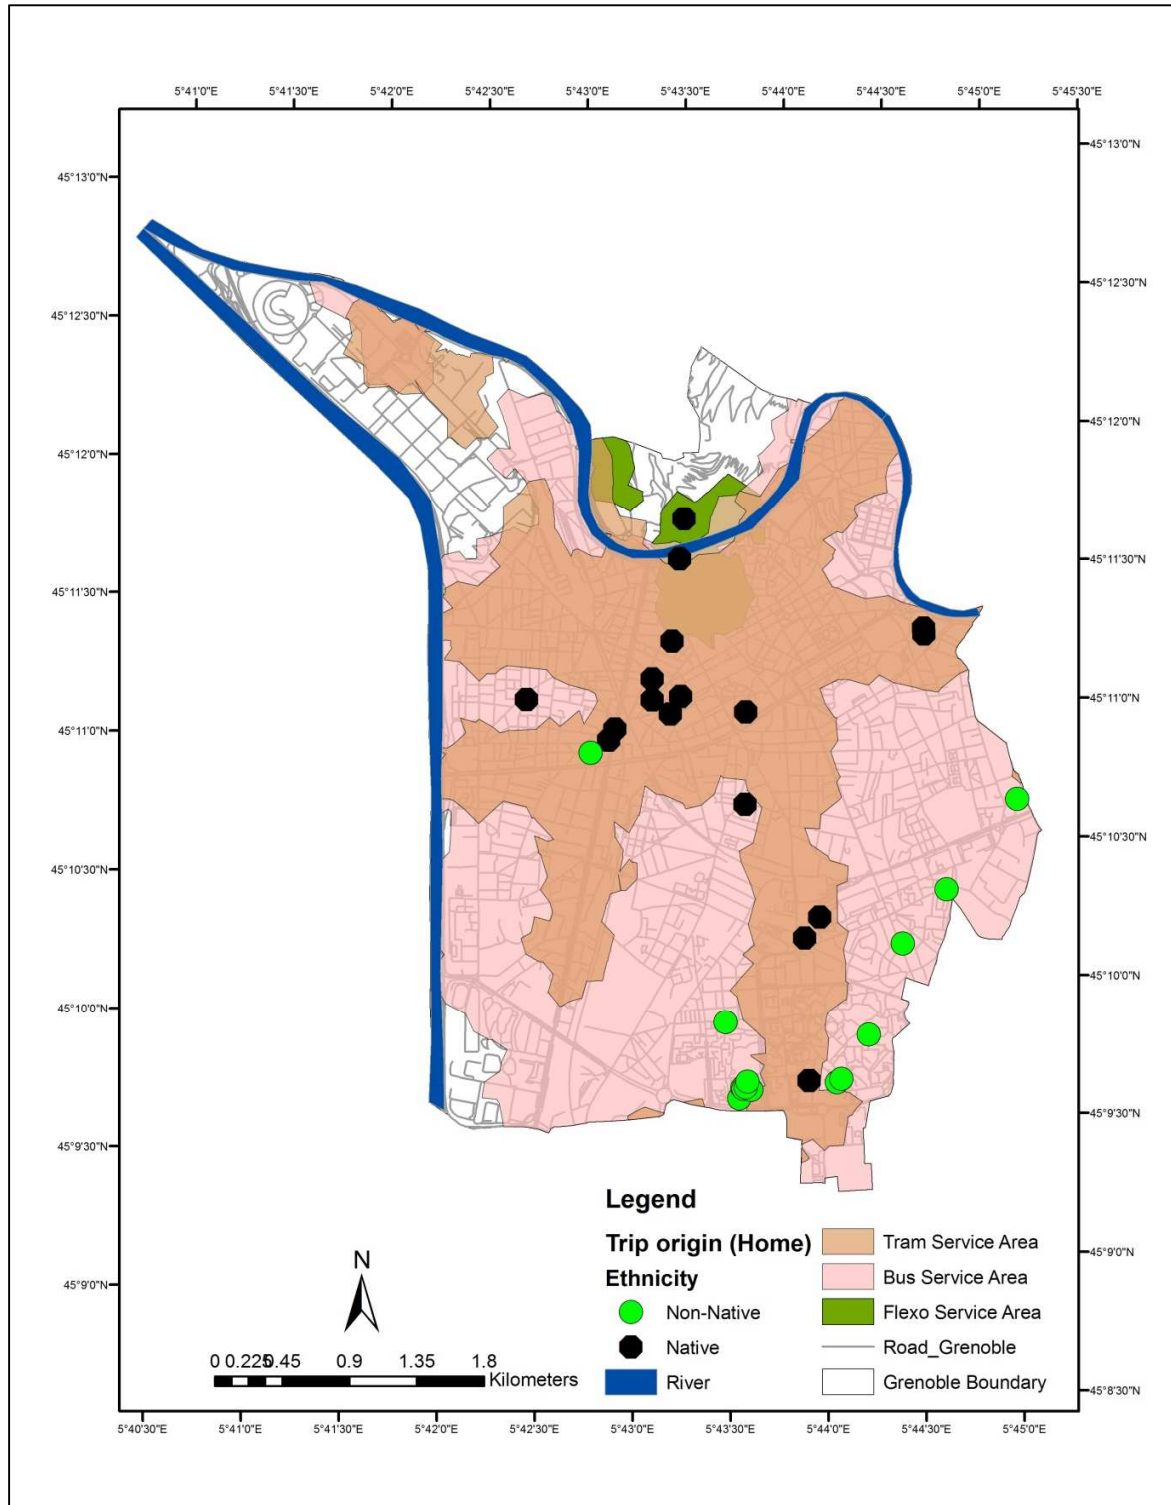 5°41'0"E 5°41'30"E 5°42'0"E 5°42'30"E 5°43'0"E 5°43'30"E 5°44'0"E 5°44'30"E 5°45'0"E 5°45'30"E
45°13'0"N 45°13'0"N
45°12'30"N 45°12'30"N
45°12'0"N 45°12'0"N
45°11'30"N 45°11'30"N
45°11'0"N 45°11'0"N
45°10'30"N 45°10'30"N
45°10'0"N 45°10'0"N
45°9'30"N 45°9'30"N
45°9'0"N 45°9'0"N
45°8'30"N
Legend
Trip origin (Home)
Ethnicity
Non-Native
Native
River
Tram Service Area
Bus Service Area
Flexo Service Area
Road_Grenoble
Grenoble Boundary
N
0 0.225 0.45 0.9 1.35 1.8
Kilometers
5°40'30"E 5°41'0"E 5°41'30"E 5°42'0"E 5°42'30"E 5°43'0"E 5°43'30"E 5°44'0"E 5°44'30"E 5°45'0"E